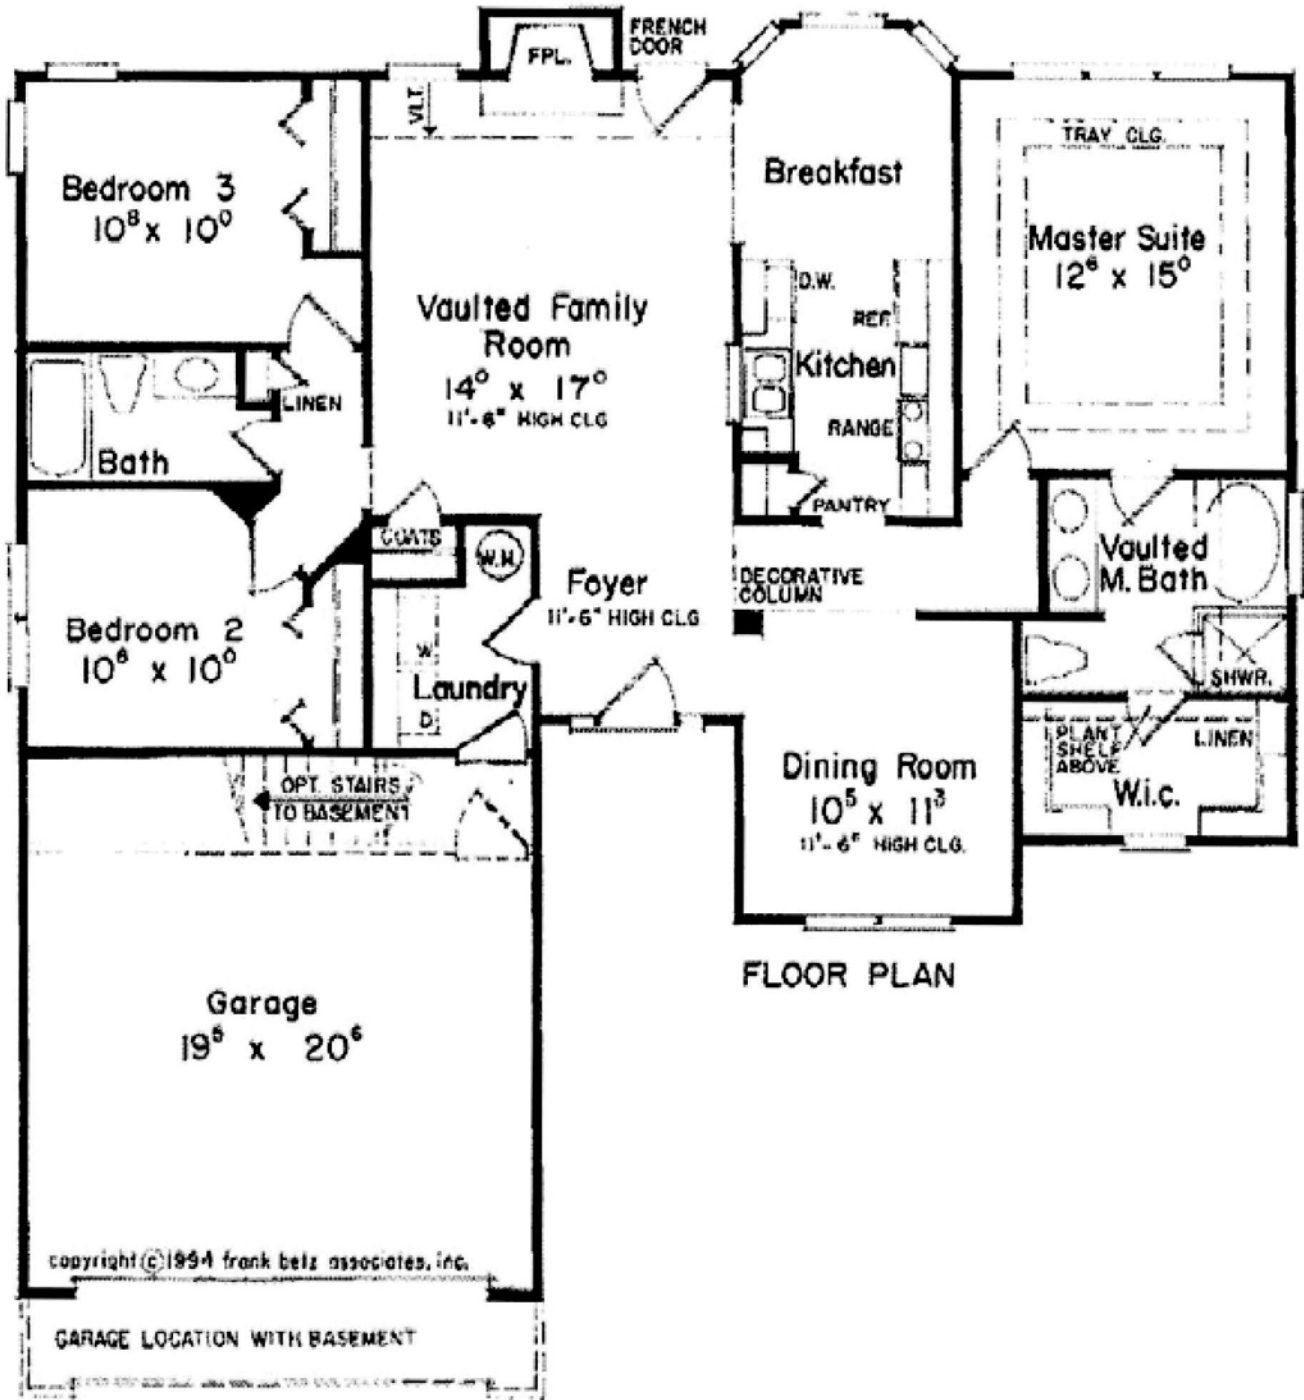 FRENCH
DOOR
FPL.
VLT.
TRAY CLG.
Bedroom 3
10⁸ x 10⁰
Breakfast
Master Suite
12⁶ x 15⁰
Vaulted Family
Room
14⁰ x 17⁰
11'-6" HIGH CLG
D.W.
REF.
Kitchen
RANGE
PANTRY
LINEN
Bath
COATS
W.H.
Foyer
11'-6" HIGH CLG
DECORATIVE
COLUMN
Vaulted
M. Bath
SHWR.
Bedroom 2
10⁶ x 10⁰
W
Laundry
D
PLANT
SHELF
ABOVE
LINEN
W.i.c.
Dining Room
10⁵ x 11³
11'-6" HIGH CLG.
OPT. STAIRS
TO BASEMENT
FLOOR PLAN
Garage
19⁵ x 20⁶
copyright © 1994 frank betz associates, inc.
GARAGE LOCATION WITH BASEMENT